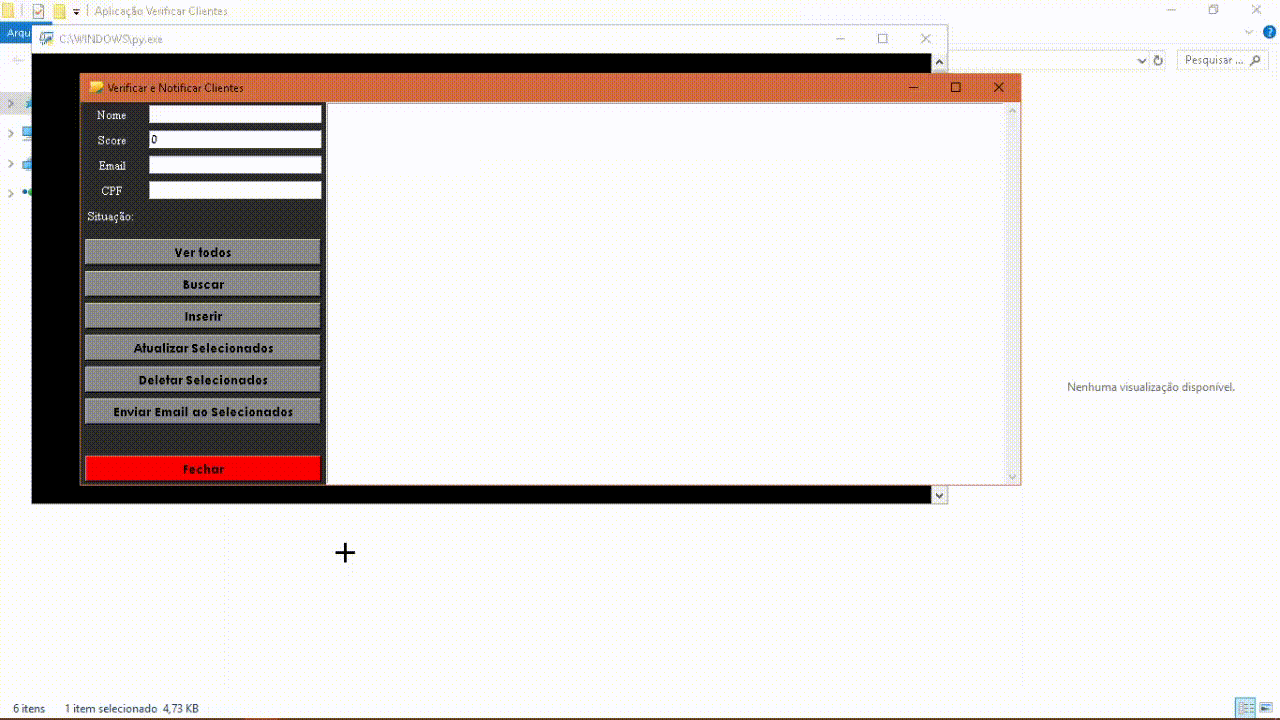 Aplicação Verificar Clientes
Arqu
C:\WINDOWS\py.exe
Pesquisar ...
Verificar e Notificar Clientes
Nome
Score 0
Email
CPF
Situação:
Ver todos
Buscar
Inserir
Atualizar Selecionados
Deletar Selecionados
Enviar Email ao Selecionados
Fechar
Nenhuma visualização disponível.
6 itens 1 item selecionado 4,73 KB